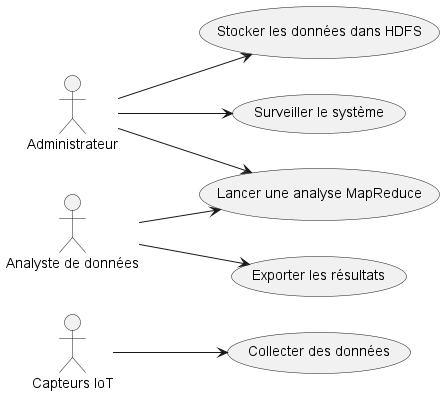 Stocker les données dans HDFS
Surveiller le système
Administrateur
Lancer une analyse MapReduce
Analyste de données
Exporter les résultats
Collecter des données
Capteurs IoT